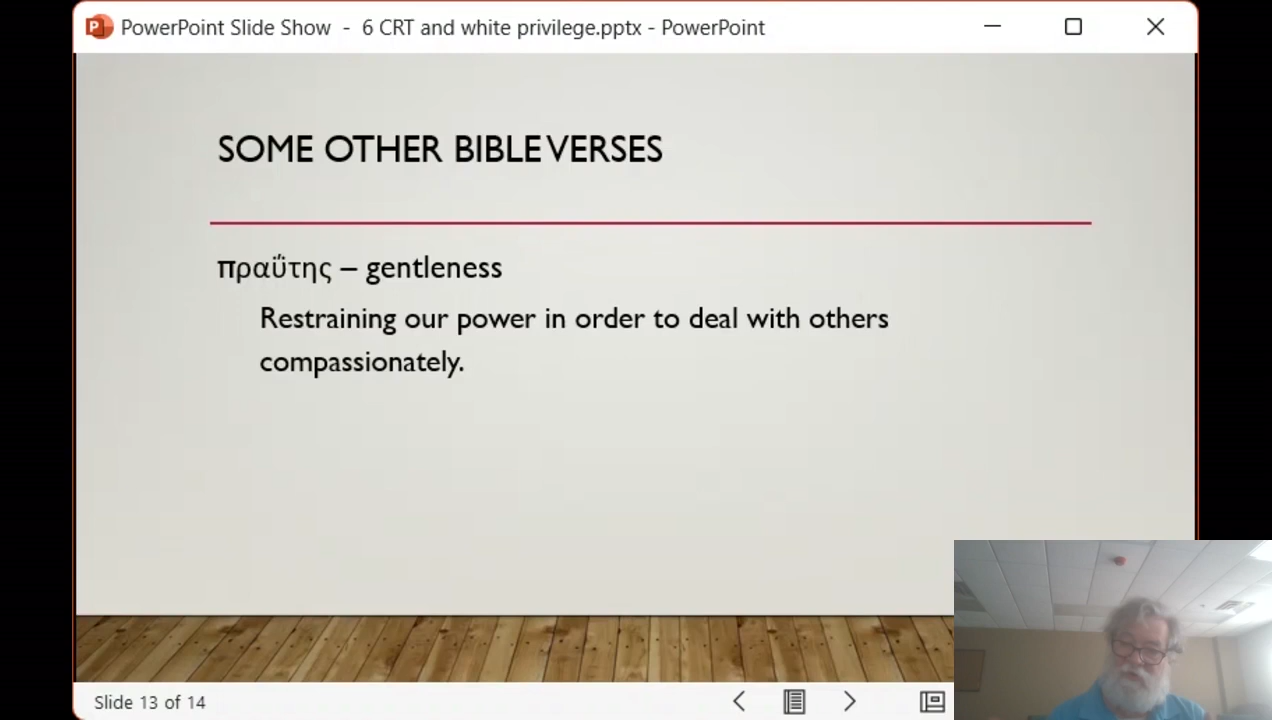 PowerPoint Slide Show - 6 CRT and white privilege.pptx - PowerPoint
SOME OTHER BIBLE VERSES
πραΰτης – gentleness
Restraining our power in order to deal with others
compassionately.
Slide 13 of 14